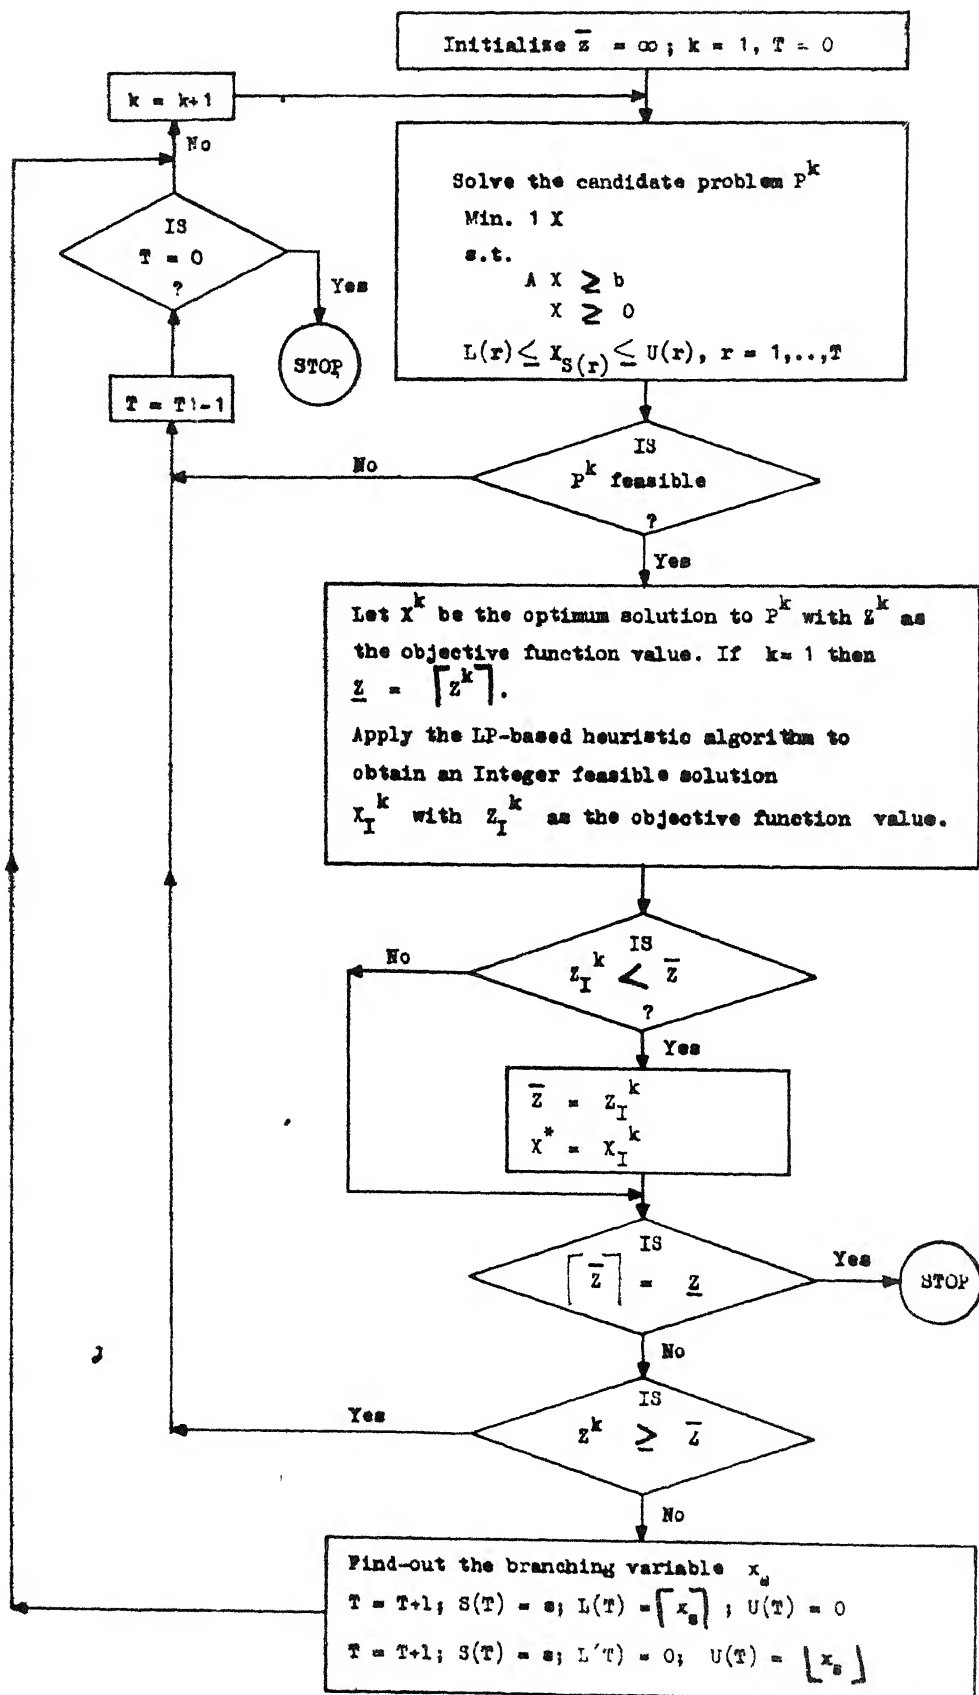 Initialize z̅ = ∞; k = 1, T = 0
k = k+1
No
IS
T = 0
?
Yes
STOP
T = T-1
Solve the candidate problem P^k
Min. 1 X
s.t.
A X ≥ b
X ≥ 0
L(r) ≤ X_S(r) ≤ U(r), r = 1,..,T
IS
P^k feasible
?
No
Yes
Let X^k be the optimum solution to P^k with Z^k as
the objective function value. If k= 1 then
Z̲ = ⌈Z^k⌉.
Apply the LP-based heuristic algorithm to
obtain an Integer feasible solution
X_I^k with Z_I^k as the objective function value.
IS
Z_I^k < Z̅
?
No
Yes
Z̅ = Z_I^k
X* = X_I^k
IS
⌈Z̅⌉ = Z̲
Yes
STOP
No
IS
Z^k ≥ Z̅
Yes
No
Find-out the branching variable x_s
T = T+1; S(T) = s; L(T) = ⌈x_s⌉ ; U(T) = 0
T = T+1; S(T) = s; L(T) = 0; U(T) = ⌊x_s⌋